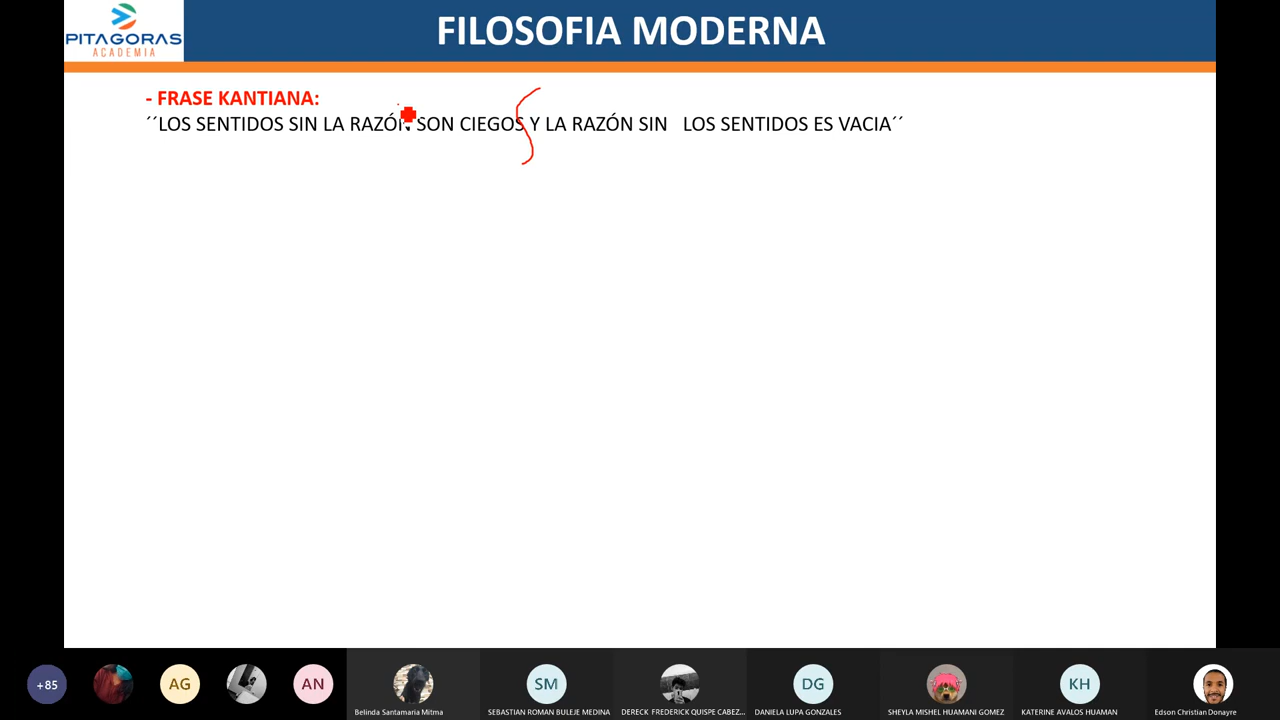 PITAGORAS
ACADEMIA
FILOSOFIA MODERNA
- FRASE KANTIANA:
´´LOS SENTIDOS SIN LA RAZÓN SON CIEGOS Y LA RAZÓN SIN LOS SENTIDOS ES VACIA´´
+85
AG
AN
SM
DG
KH
Belinda Santamaria Mitma
SEBASTIAN ROMAN BULEJE MEDINA
DERECK FREDERICK QUISPE CABEZ...
DANIELA LUPA GONZALES
SHEYLA MISHEL HUAMANI GOMEZ
KATERINE AVALOS HUAMAN
Edson Christian Donayre